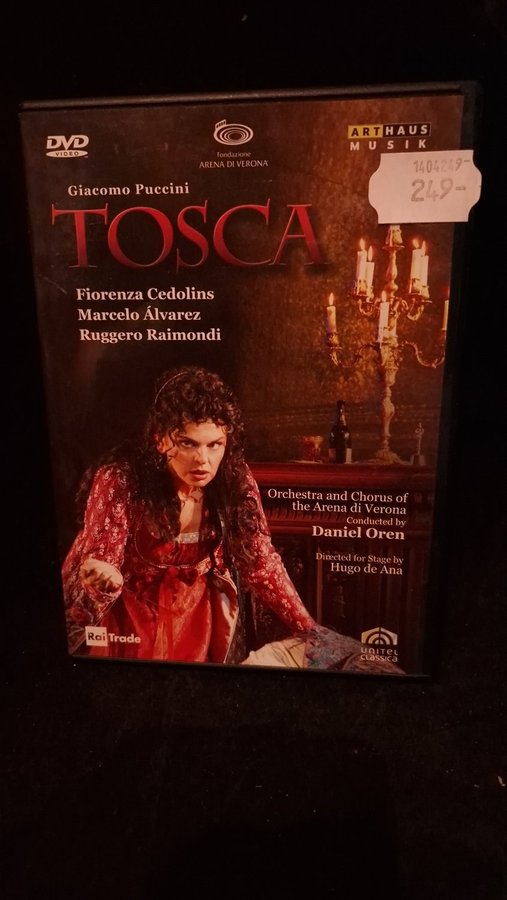 DVD
VIDEO
fondazione
ARENA DI VERONA
ARTHAUS
MUSIK
1404249-
249-
Giacomo Puccini
TOSCA
Fiorenza Cedolins
Marcelo Álvarez
Ruggero Raimondi
Orchestra and Chorus of
the Arena di Verona
Conducted by
Daniel Oren
Directed for Stage by
Hugo de Ana
Rai Trade
UNITEL
CLASSICA